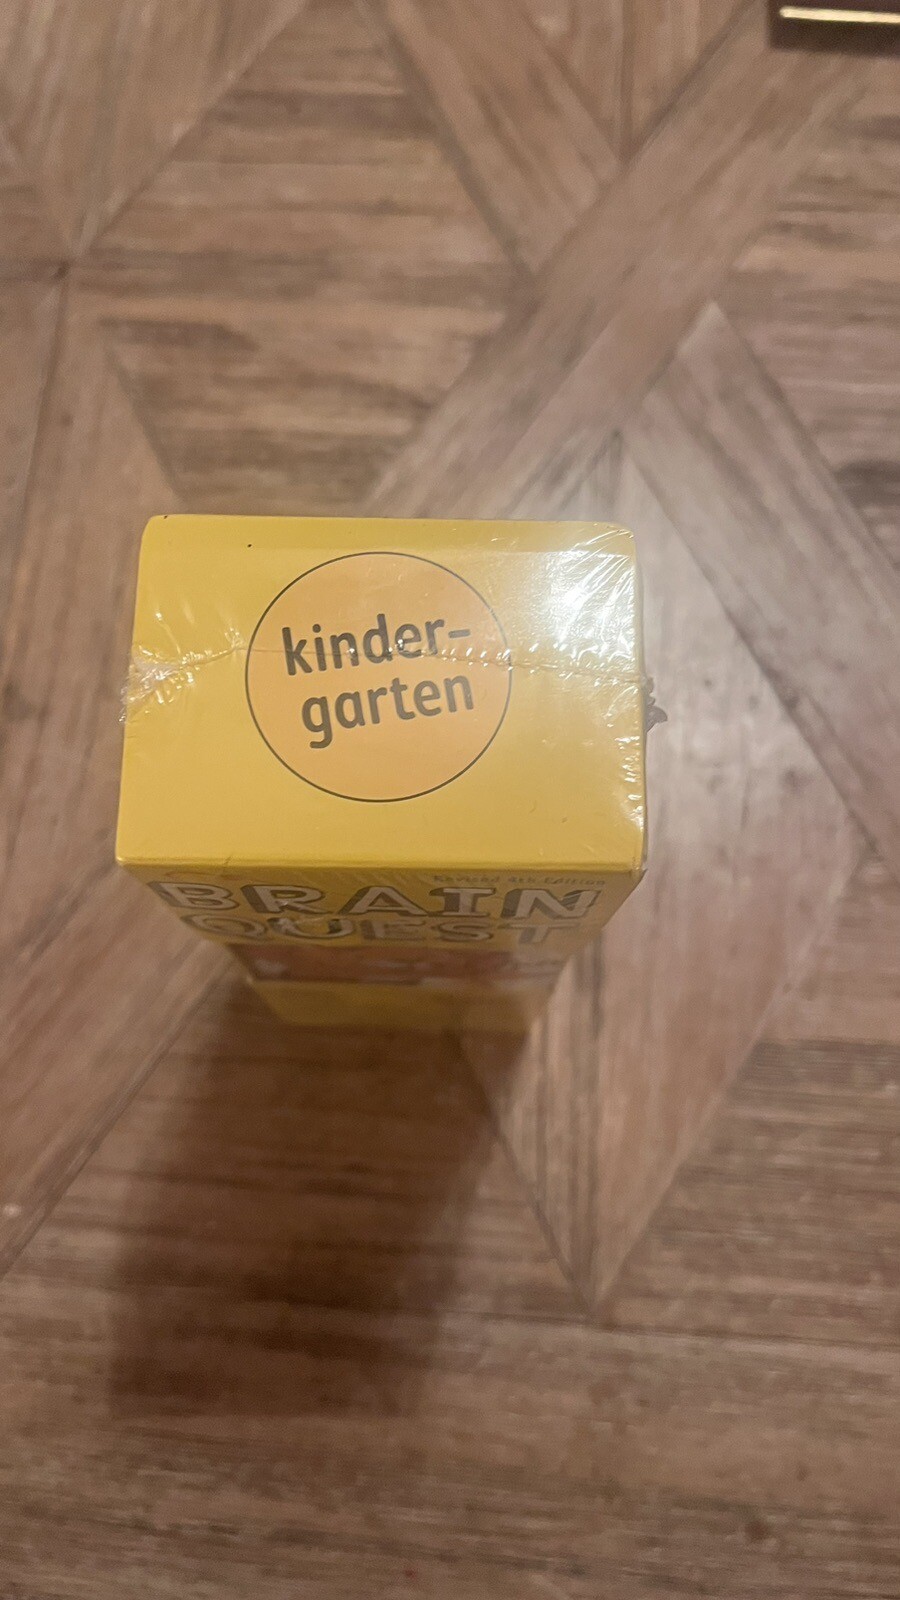 kinder-
garten
Revised 4th Edition
BRAIN
QUEST